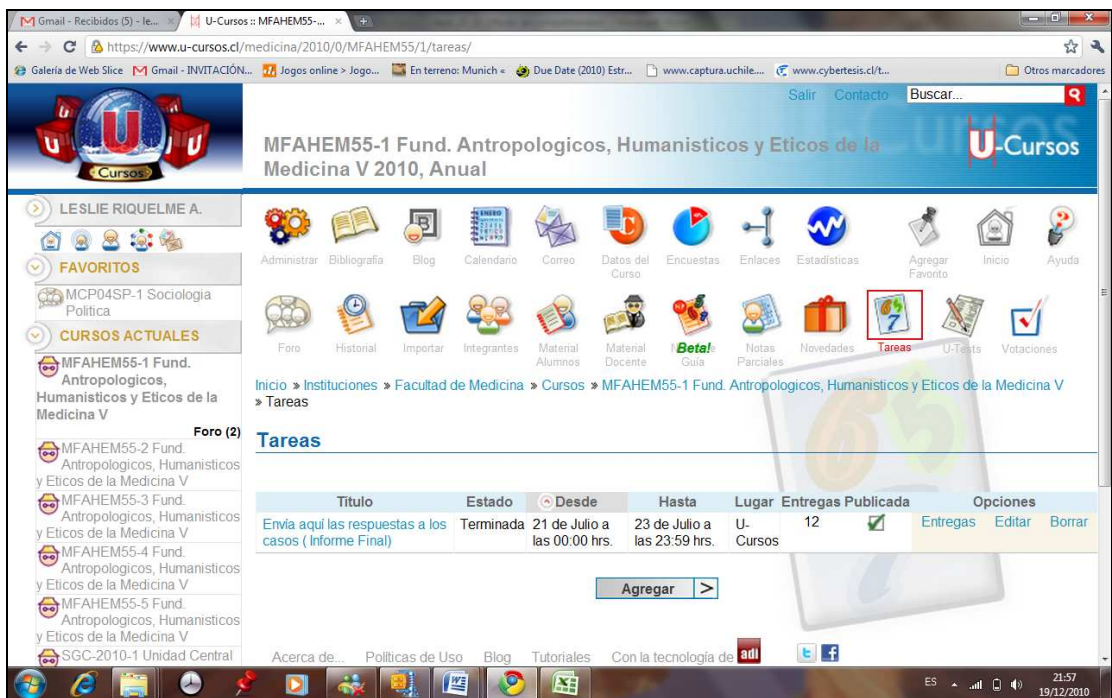 Gmail - Recibidos (5) - le...
U-Cursos :: MFAHEM55-...
https://www.u-cursos.cl/medicina/2010/0/MFAHEM55/1/tareas/
Galería de Web Slice
Gmail - INVITACIÓN...
Jogos online > Jogo...
En terreno: Munich «
Due Date (2010) Estr...
www.captura.uchile....
www.cybertesis.cl/t...
Otros marcadores
Salir Contacto Buscar...
U-Cursos
Cursos
MFAHEM55-1 Fund. Antropologicos, Humanisticos y Eticos de la
Medicina V 2010, Anual
LESLIE RIQUELME A.
FAVORITOS
MCP04SP-1 Sociologia
Politica
CURSOS ACTUALES
MFAHEM55-1 Fund.
Antropologicos,
Humanisticos y Eticos de la
Medicina V
Foro (2)
MFAHEM55-2 Fund.
Antropologicos, Humanisticos
y Eticos de la Medicina V
MFAHEM55-3 Fund.
Antropologicos, Humanisticos
y Eticos de la Medicina V
MFAHEM55-4 Fund.
Antropologicos, Humanisticos
y Eticos de la Medicina V
MFAHEM55-5 Fund.
Antropologicos, Humanisticos
y Eticos de la Medicina V
SGC-2010-1 Unidad Central
Administrar
Bibliografía
Blog
Calendario
Correo
Datos del
Curso
Encuestas
Enlaces
Estadísticas
Agregar
Favorito
Inicio
Ayuda
Foro
Historial
Importar
Integrantes
Material
Alumnos
Material
Docente
Beta!
Guia
Notas
Parciales
Novedades
Tareas
U-Tests
Votaciones
Inicio » Instituciones » Facultad de Medicina » Cursos » MFAHEM55-1 Fund. Antropologicos, Humanisticos y Eticos de la Medicina V
» Tareas
Tareas
Título Estado Desde Hasta Lugar Entregas Publicada Opciones
Envía aquí las respuestas a los
casos ( Informe Final)
Terminada
21 de Julio a
las 00:00 hrs.
23 de Julio a
las 23:59 hrs.
U-
Cursos
12
Entregas Editar Borrar
Agregar >
Acerca de... Políticas de Uso Blog Tutoriales Con la tecnología de adi
ES
21:57
19/12/2010